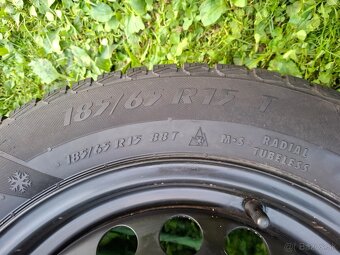 185/65 R15 T
185/65 R15 88T M+S RADIAL
TUBELESS